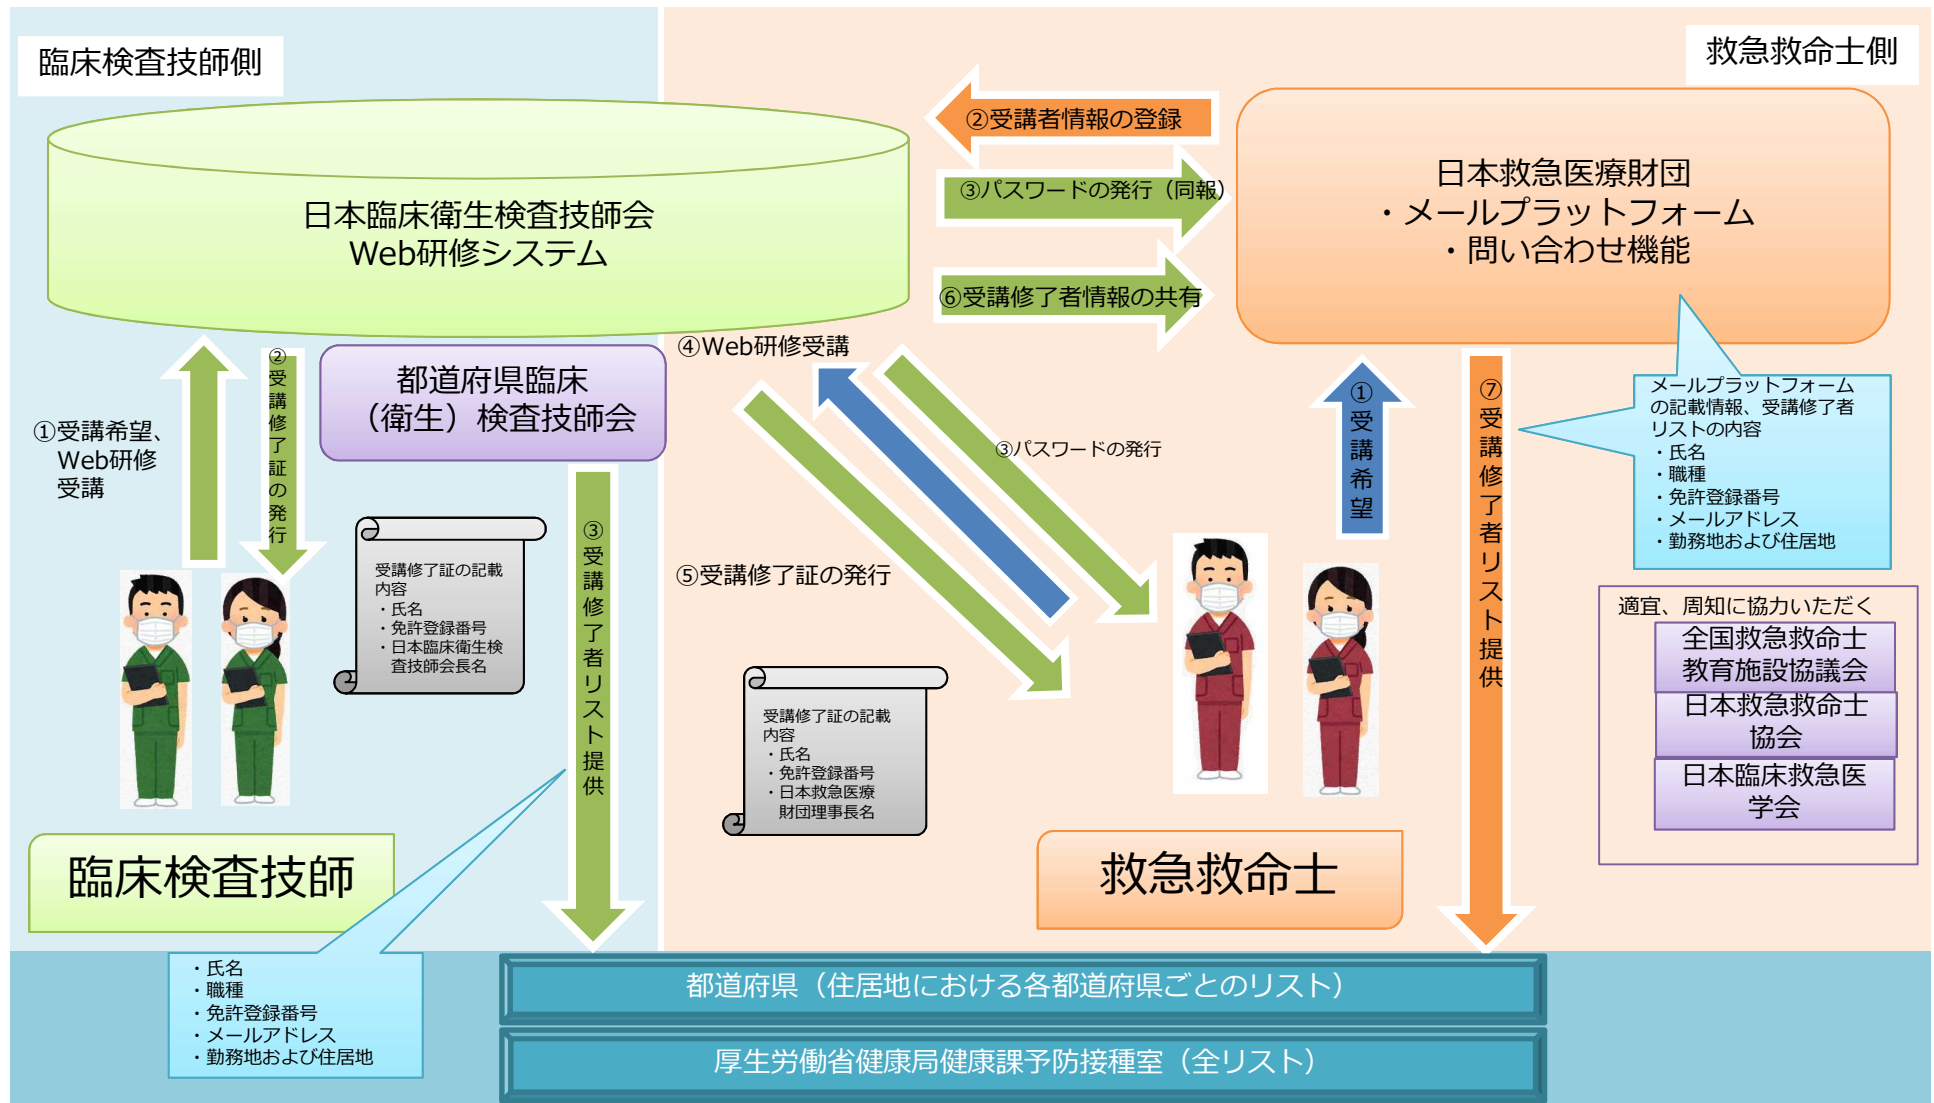 臨床検査技師側
救急救命士側
日本臨床衛生検査技師会
Web研修システム
②受講者情報の登録
③パスワードの発行（同報）
⑥受講修了者情報の共有
日本救急医療財団
・メールプラットフォーム
・問い合わせ機能
①受講希望、
Web研修
受講
②受講修了証の発行
都道府県臨床
（衛生）検査技師会
③受講修了者リスト提供
受講修了証の記載
内容
・氏名
・免許登録番号
・日本臨床衛生検
査技師会長名
④Web研修受講
③パスワードの発行
⑤受講修了証の発行
受講修了証の記載
内容
・氏名
・免許登録番号
・日本救急医療
財団理事長名
①受講希望
⑦受講修了者リスト提供
メールプラットフォーム
の記載情報、受講修了者
リストの内容
・氏名
・職種
・免許登録番号
・メールアドレス
・勤務地および住居地
適宜、周知に協力いただく
全国救急救命士
教育施設協議会
日本救急救命士
協会
日本臨床救急医
学会
臨床検査技師
救急救命士
・氏名
・職種
・免許登録番号
・メールアドレス
・勤務地および住居地
都道府県（住居地における各都道府県ごとのリスト）
厚生労働省健康局健康課予防接種室（全リスト）